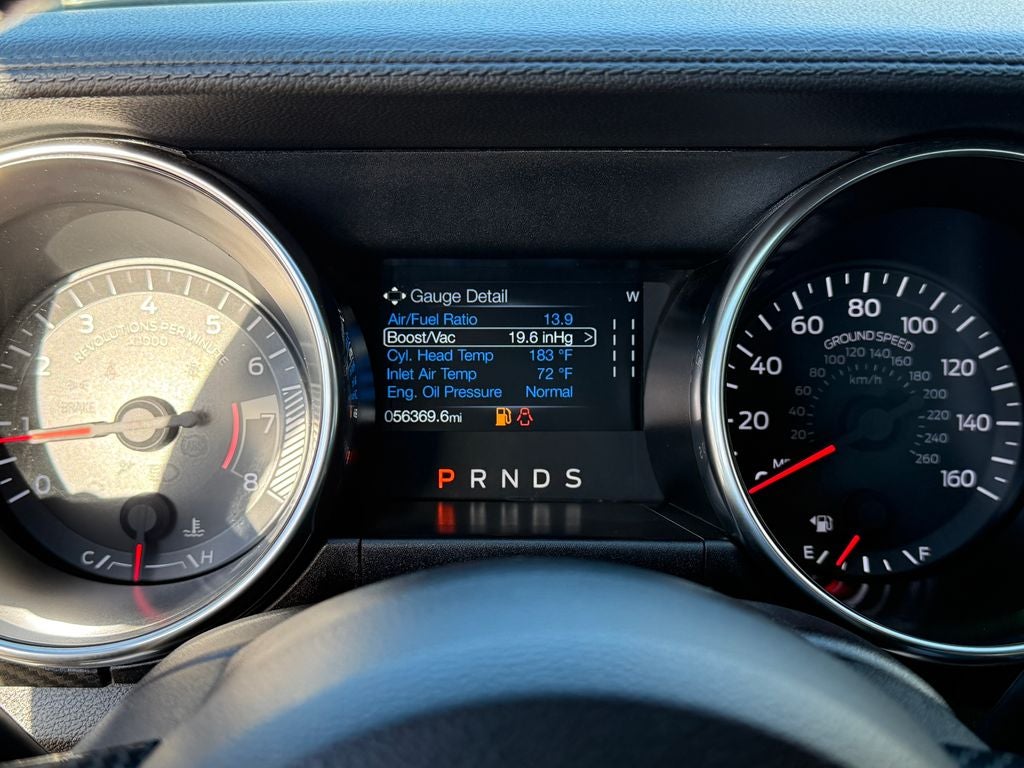 Gauge Detail W
Air/Fuel Ratio 13.9
Boost/Vac 19.6 inHg >
Cyl. Head Temp 183 °F
Inlet Air Temp 72 °F
Eng. Oil Pressure Normal
056369.6mi
P R N D S
0 2 3 4 5 6 7 8
REVOLUTIONS PER MINUTE
X1000
BRAKE
C H
20 40 60 80 100 120 140 160
GROUND SPEED
20 40 60 80 100 120 140 160 180 200 220 240 260
km/h
E F